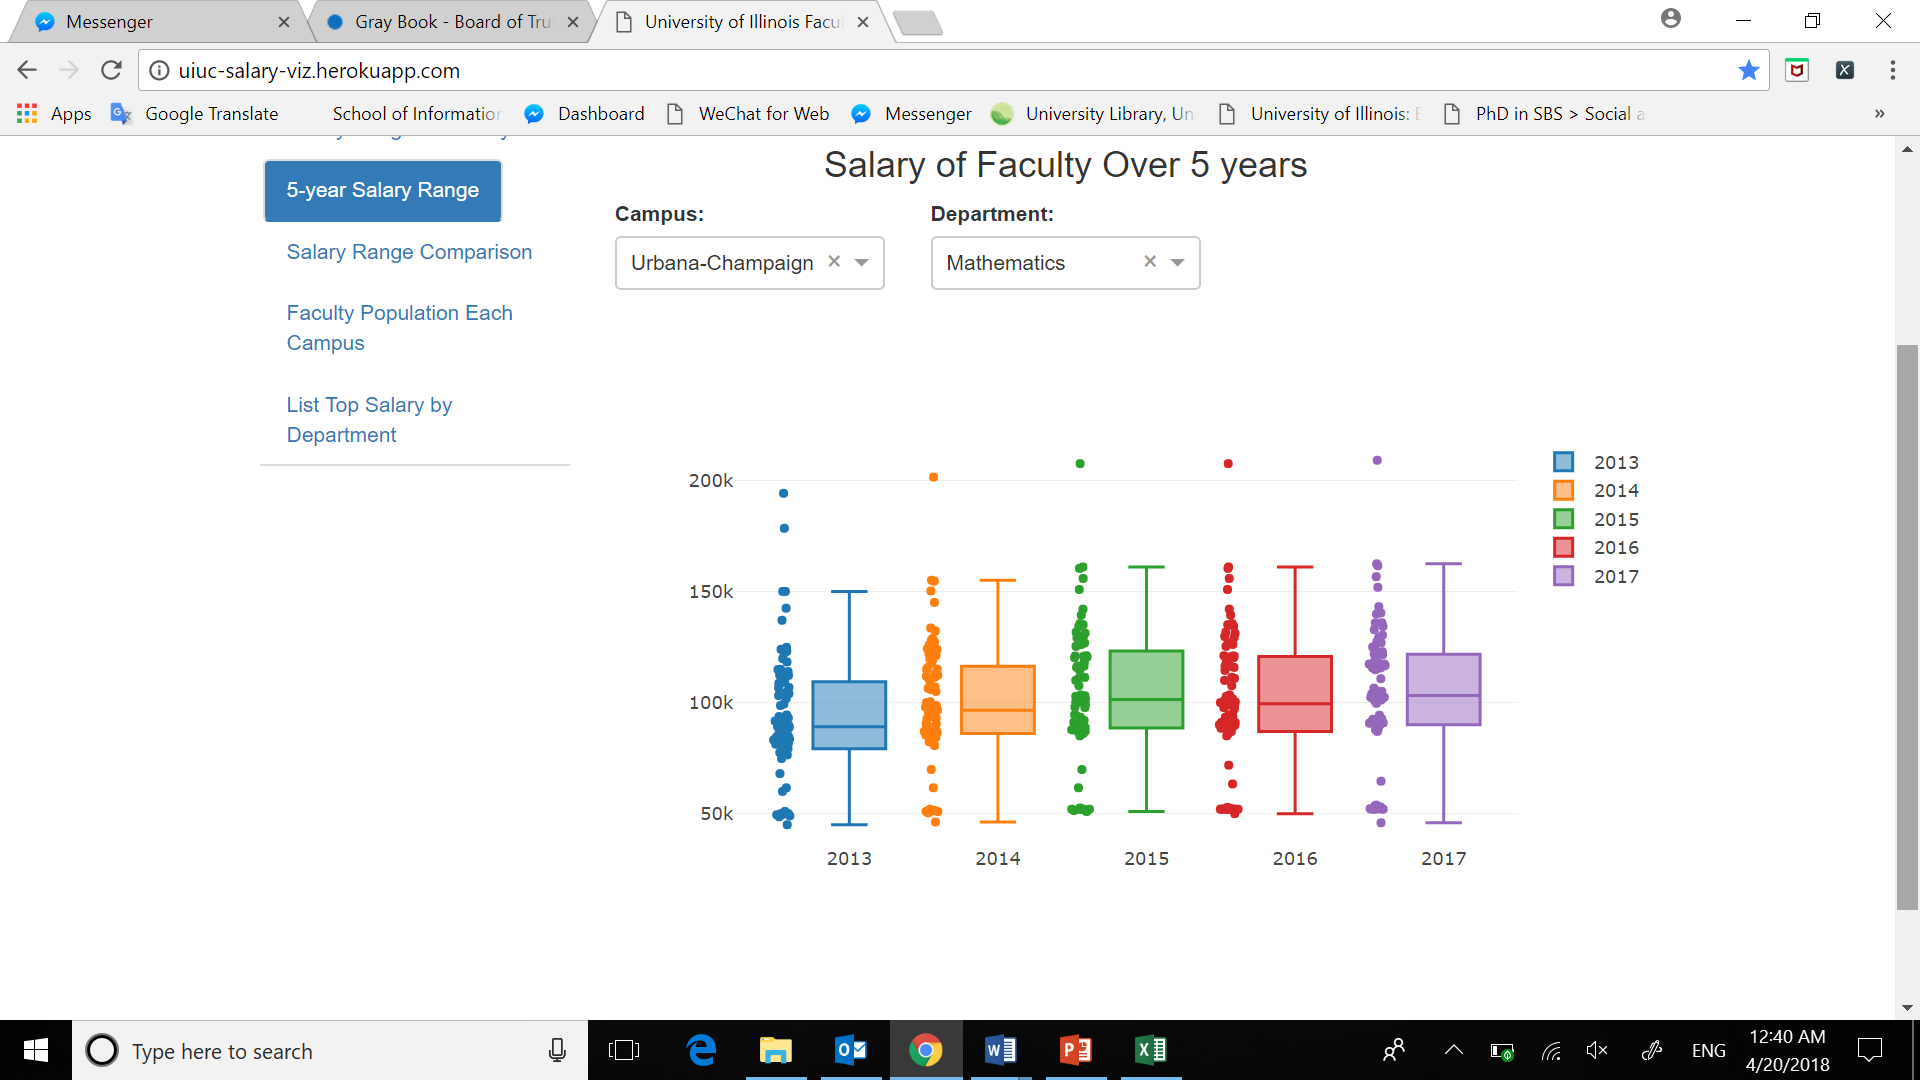 Messenger
Gray Book - Board of Tru
University of Illinois Facul
uiuc-salary-viz.herokuapp.com
Apps
Google Translate
School of Information
Dashboard
WeChat for Web
Messenger
University Library, Un
University of Illinois: E
PhD in SBS > Social a
»
5-year Salary Range
Salary Range Comparison
Faculty Population Each
Campus
List Top Salary by
Department
Salary of Faculty Over 5 years
Campus:
Department:
Urbana-Champaign
Mathematics
200k
150k
100k
50k
2013
2014
2015
2016
2017
2013
2014
2015
2016
2017
Type here to search
ENG
12:40 AM
4/20/2018